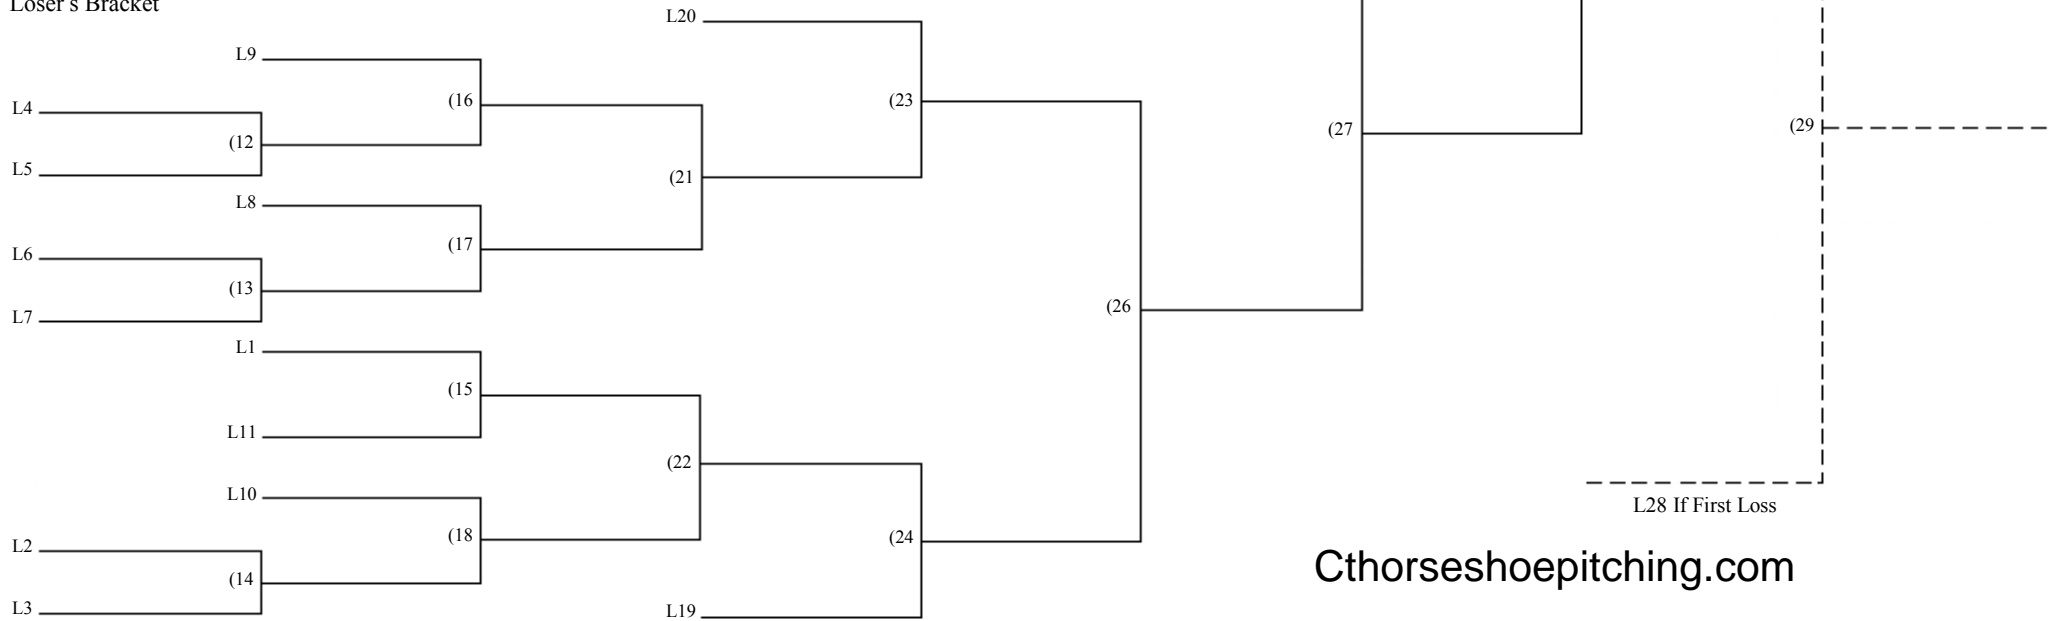 Loser's Bracket
L20
L9
(16
(23
L4
(12
L5
(27
(29
(21
L8
(17
L6
(13
L7
(26
L1
(15
L11
(22
L10
L28 If First Loss
(18
(24
L2
(14
L3
L19
Cthorseshoepitching.com